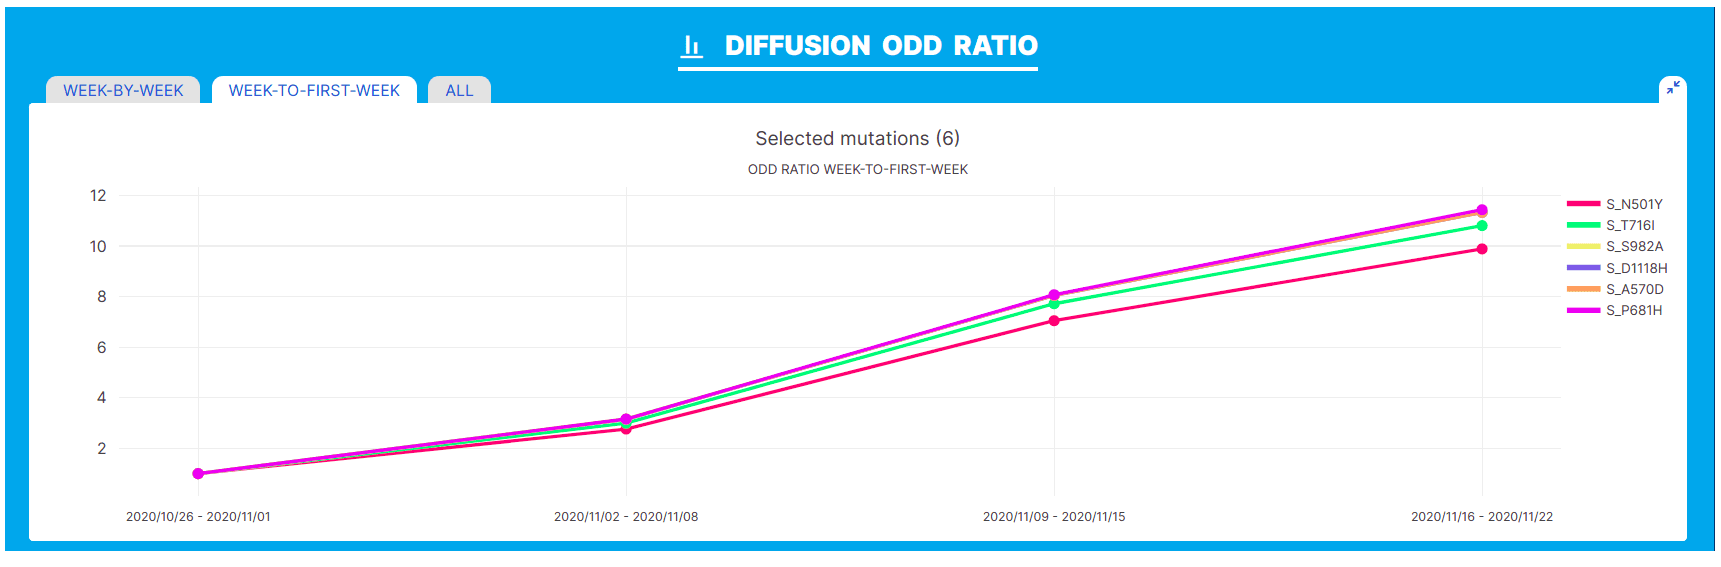 DIFFUSION ODD RATIO
WEEK-BY-WEEK
WEEK-TO-FIRST-WEEK
ALL
Selected mutations (6)
ODD RATIO WEEK-TO-FIRST-WEEK
12
10
8
6
4
2
S_N501Y
S_T716I
S_S982A
S_D1118H
S_A570D
S_P681H
2020/10/26 - 2020/11/01
2020/11/02 - 2020/11/08
2020/11/09 - 2020/11/15
2020/11/16 - 2020/11/22